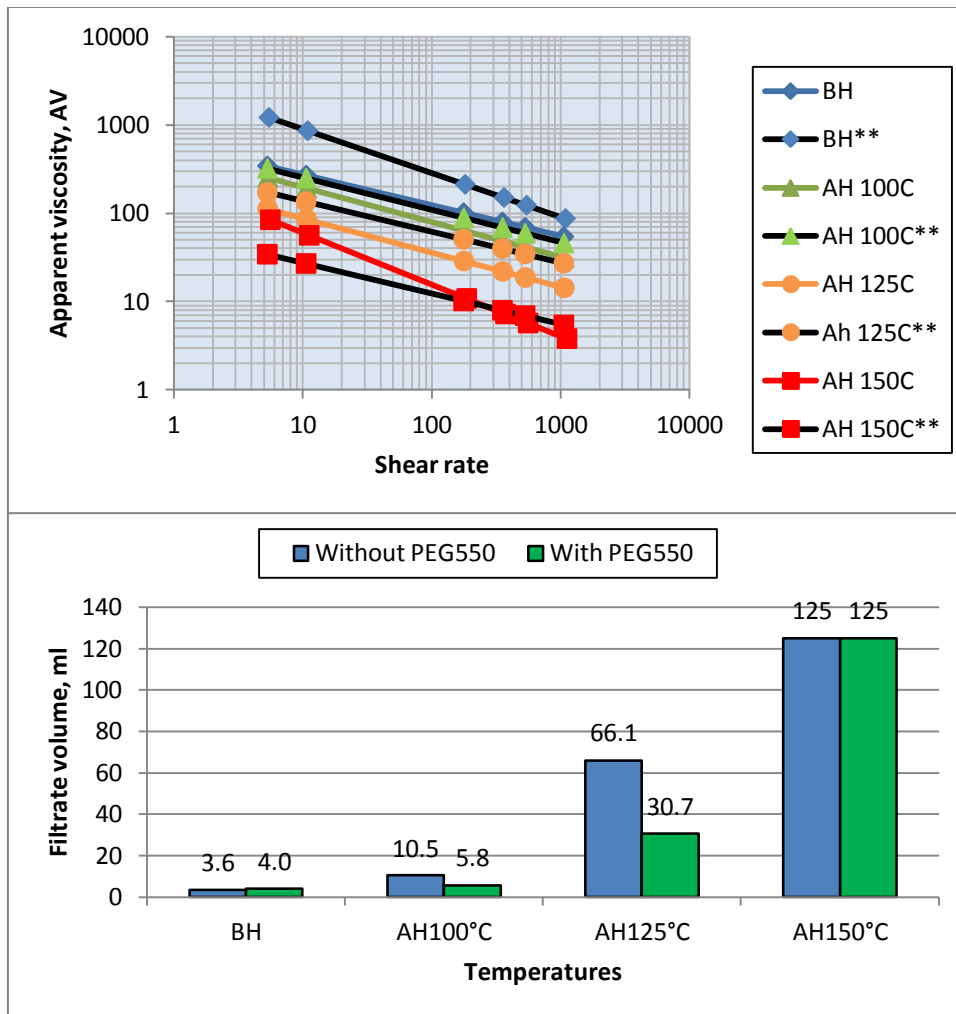 10000
1000
100
10
1
Apparent viscosity, AV
1 10 100 1000 10000
Shear rate
BH
BH**
AH 100C
AH 100C**
AH 125C
Ah 125C**
AH 150C
AH 150C**
Without PEG550 With PEG550
140
120
100
80
60
40
20
0
Filtrate volume, ml
3.6 4.0 10.5 5.8 66.1 30.7 125 125
BH AH100°C AH125°C AH150°C
Temperatures